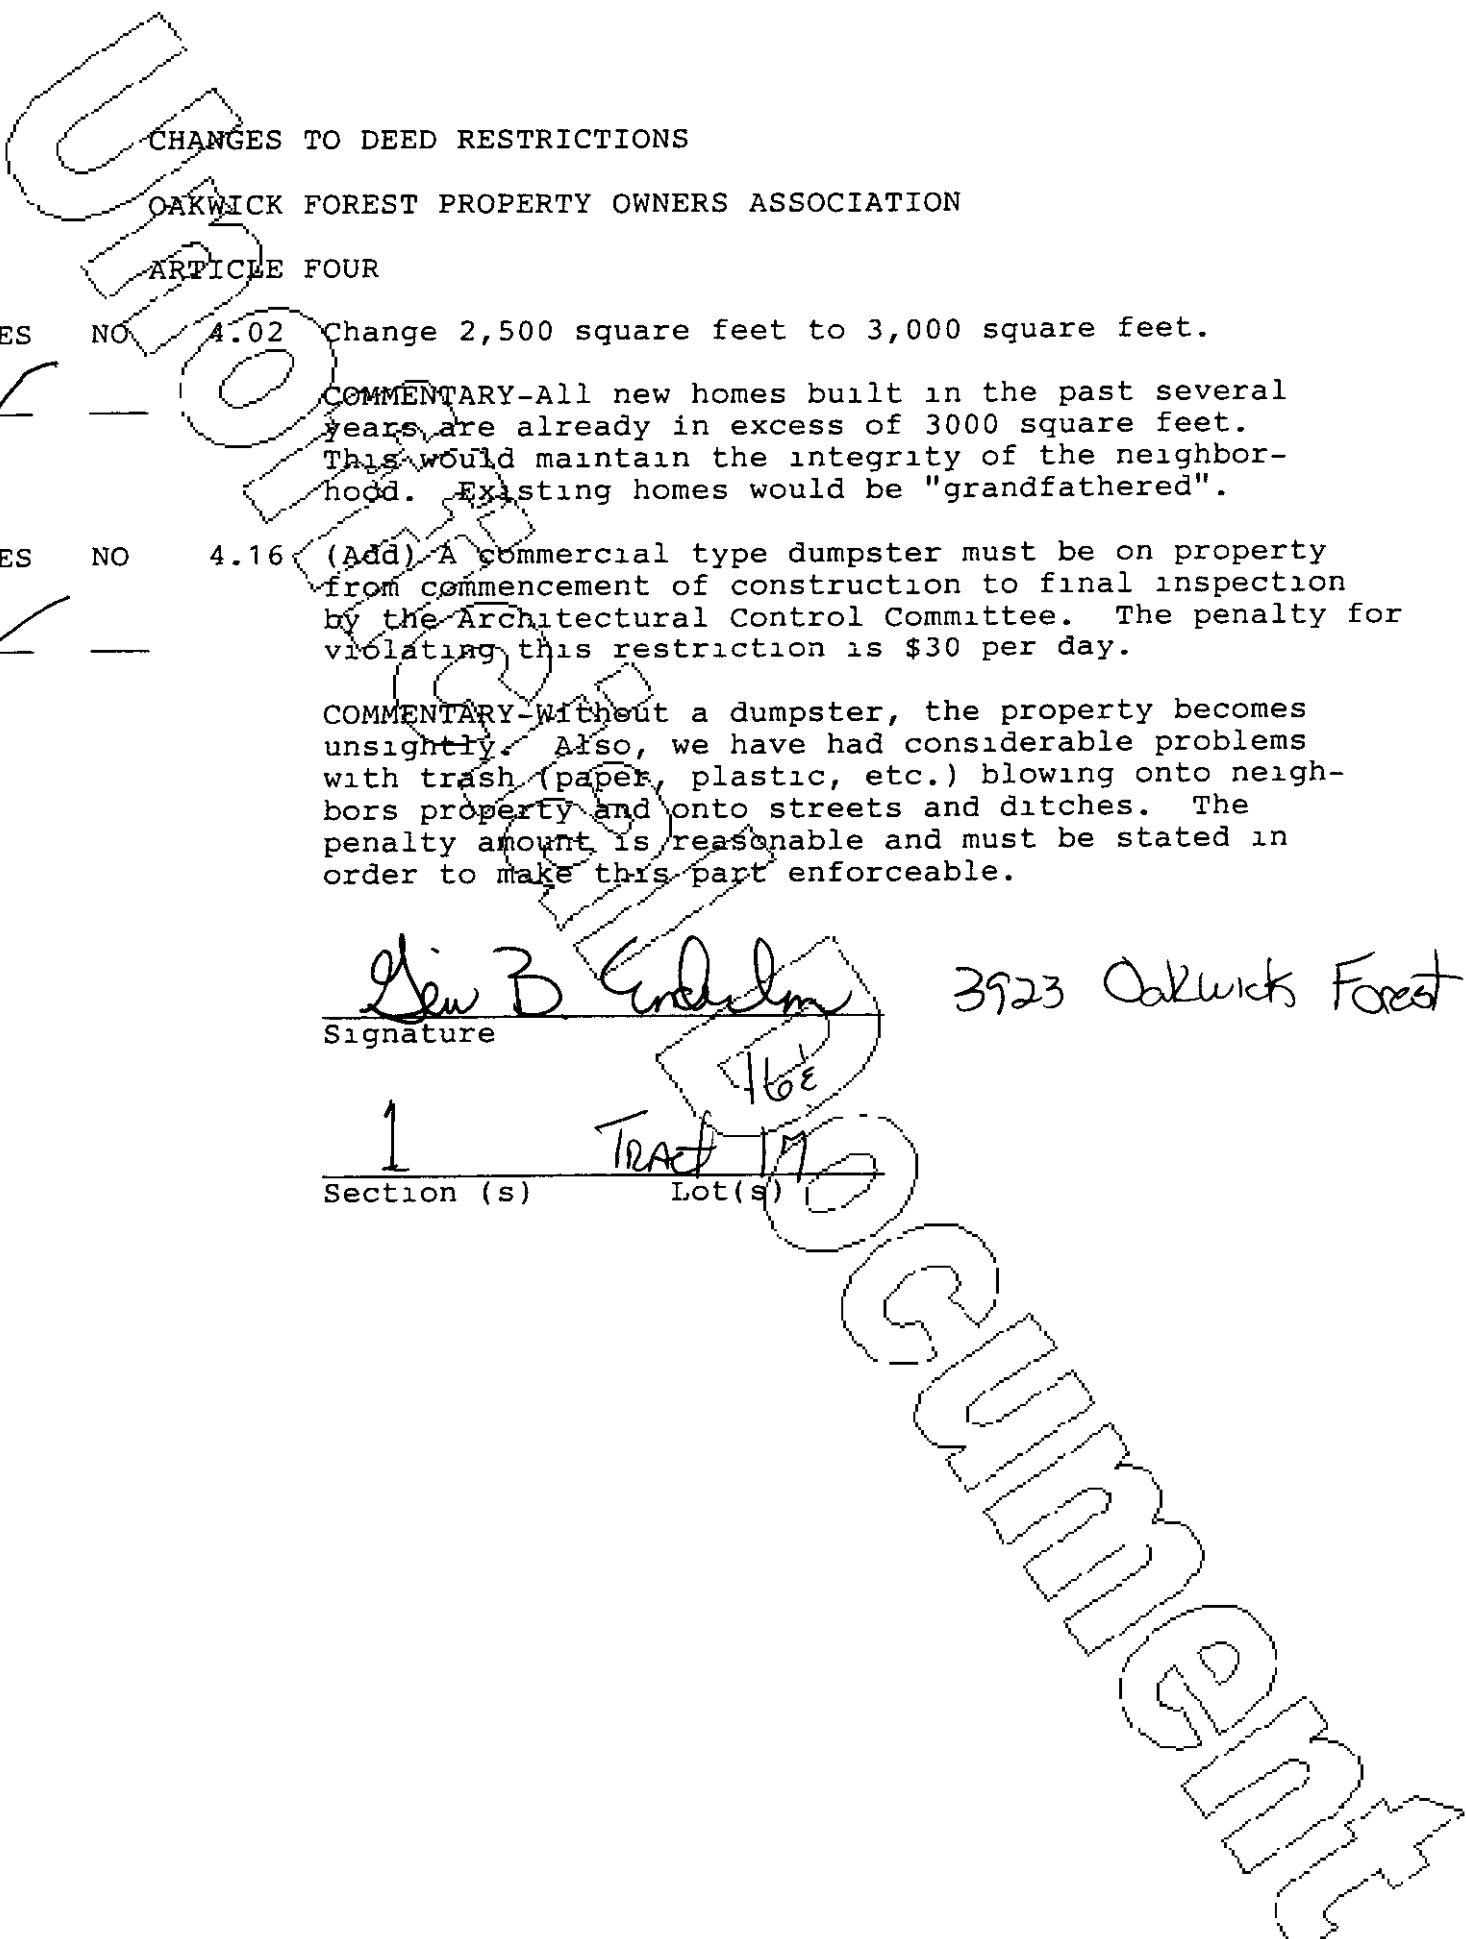 CHANGES TO DEED RESTRICTIONS
OAKWICK FOREST PROPERTY OWNERS ASSOCIATION
ARTICLE FOUR
ES NO 4.02 Change 2,500 square feet to 3,000 square feet.
COMMENTARY-All new homes built in the past several
years are already in excess of 3000 square feet.
This would maintain the integrity of the neighbor-
hood. Existing homes would be "grandfathered".
ES NO 4.16 (Add) A commercial type dumpster must be on property
from commencement of construction to final inspection
by the Architectural Control Committee. The penalty for
violating this restriction is $30 per day.
COMMENTARY-Without a dumpster, the property becomes
unsightly. Also, we have had considerable problems
with trash (paper, plastic, etc.) blowing onto neigh-
bors property and onto streets and ditches. The
penalty amount is reasonable and must be stated in
order to make this part enforceable.
B. 3923 Oakwick Forest
Signature
16 &
1 TRACT 17
Section (s) Lot(s)
Unofficial Document